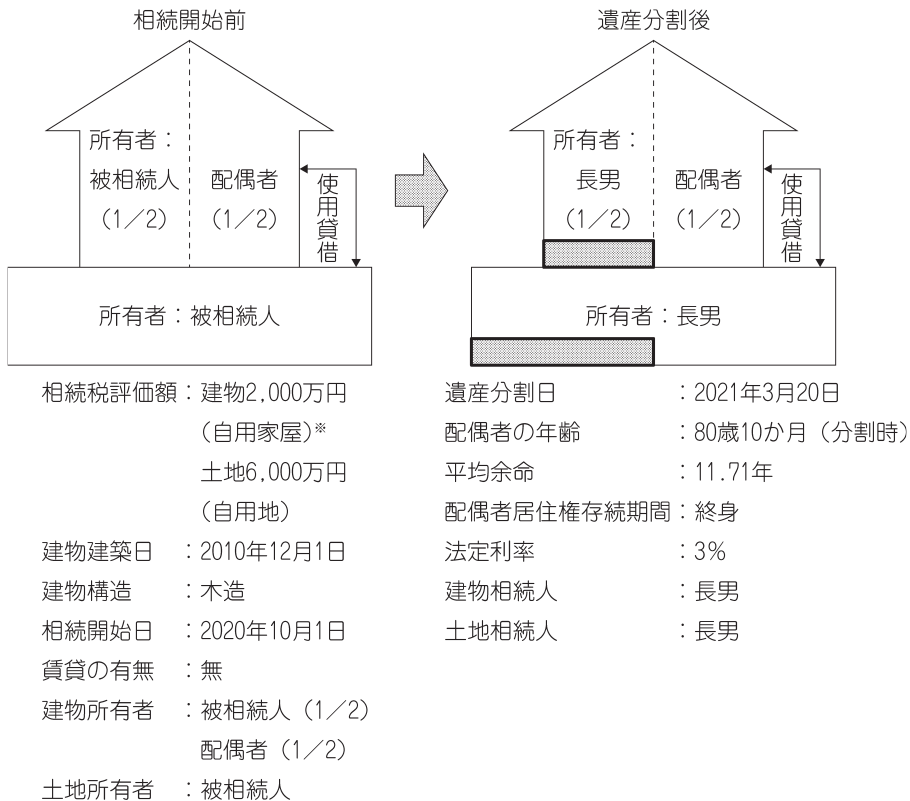 相続開始前
所有者：
被相続人
（1／2）
配偶者
（1／2）
使用貸借
所有者：被相続人
遺産分割後
所有者：
長男
（1／2）
配偶者
（1／2）
使用貸借
所有者：長男
相続税評価額：建物2,000万円
（自用家屋）※
土地6,000万円
（自用地）
建物建築日　：2010年12月1日
建物構造　　：木造
相続開始日　：2020年10月1日
賃貸の有無　：無
建物所有者　：被相続人（1／2）
配偶者（1／2）
土地所有者　：被相続人
遺産分割日　　　　　　：2021年3月20日
配偶者の年齢　　　　　：80歳10か月（分割時）
平均余命　　　　　　　：11.71年
配偶者居住権存続期間：終身
法定利率　　　　　　　：3%
建物相続人　　　　　　：長男
土地相続人　　　　　　：長男